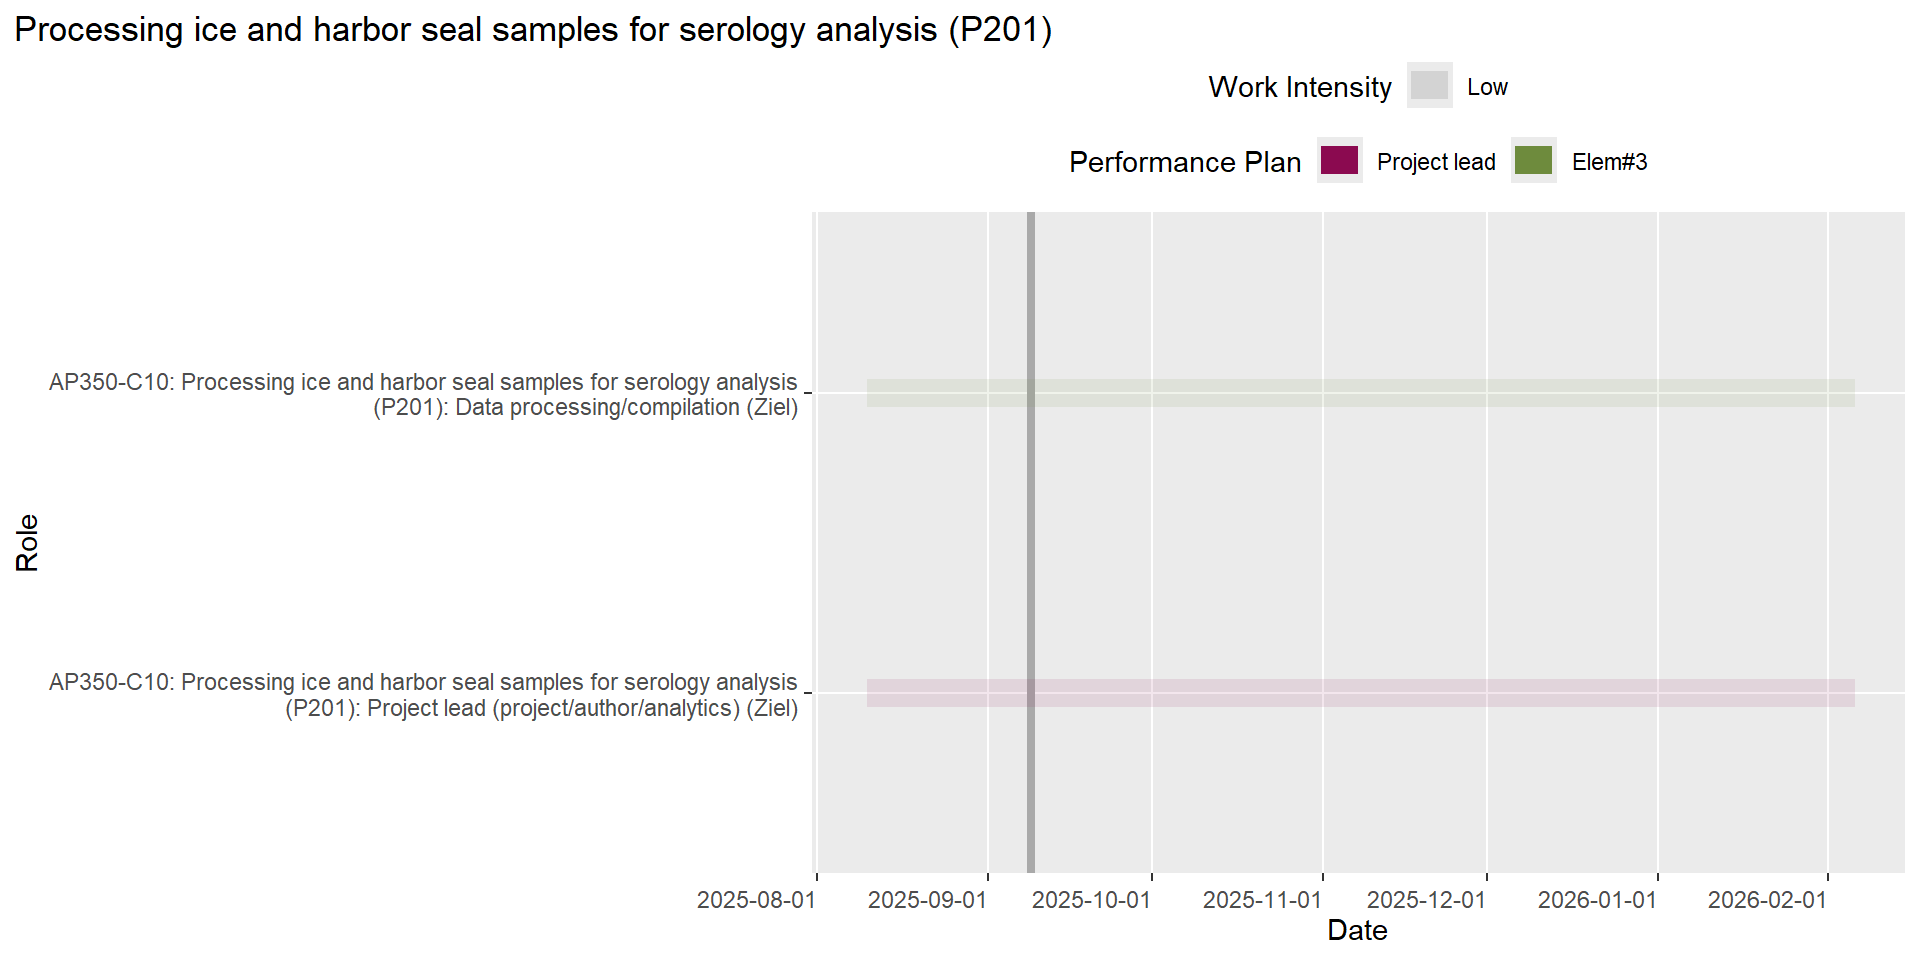 Processing ice and harbor seal samples for serology analysis (P201)
Work Intensity Low
Performance Plan Project lead Elem#3
AP350-C10: Processing ice and harbor seal samples for serology analysis
(P201): Data processing/compilation (Ziel)
Role
AP350-C10: Processing ice and harbor seal samples for serology analysis
(P201): Project lead (project/author/analytics) (Ziel)
2025-08-01 2025-09-01 2025-10-01 2025-11-01 2025-12-01 2026-01-01 2026-02-01
Date